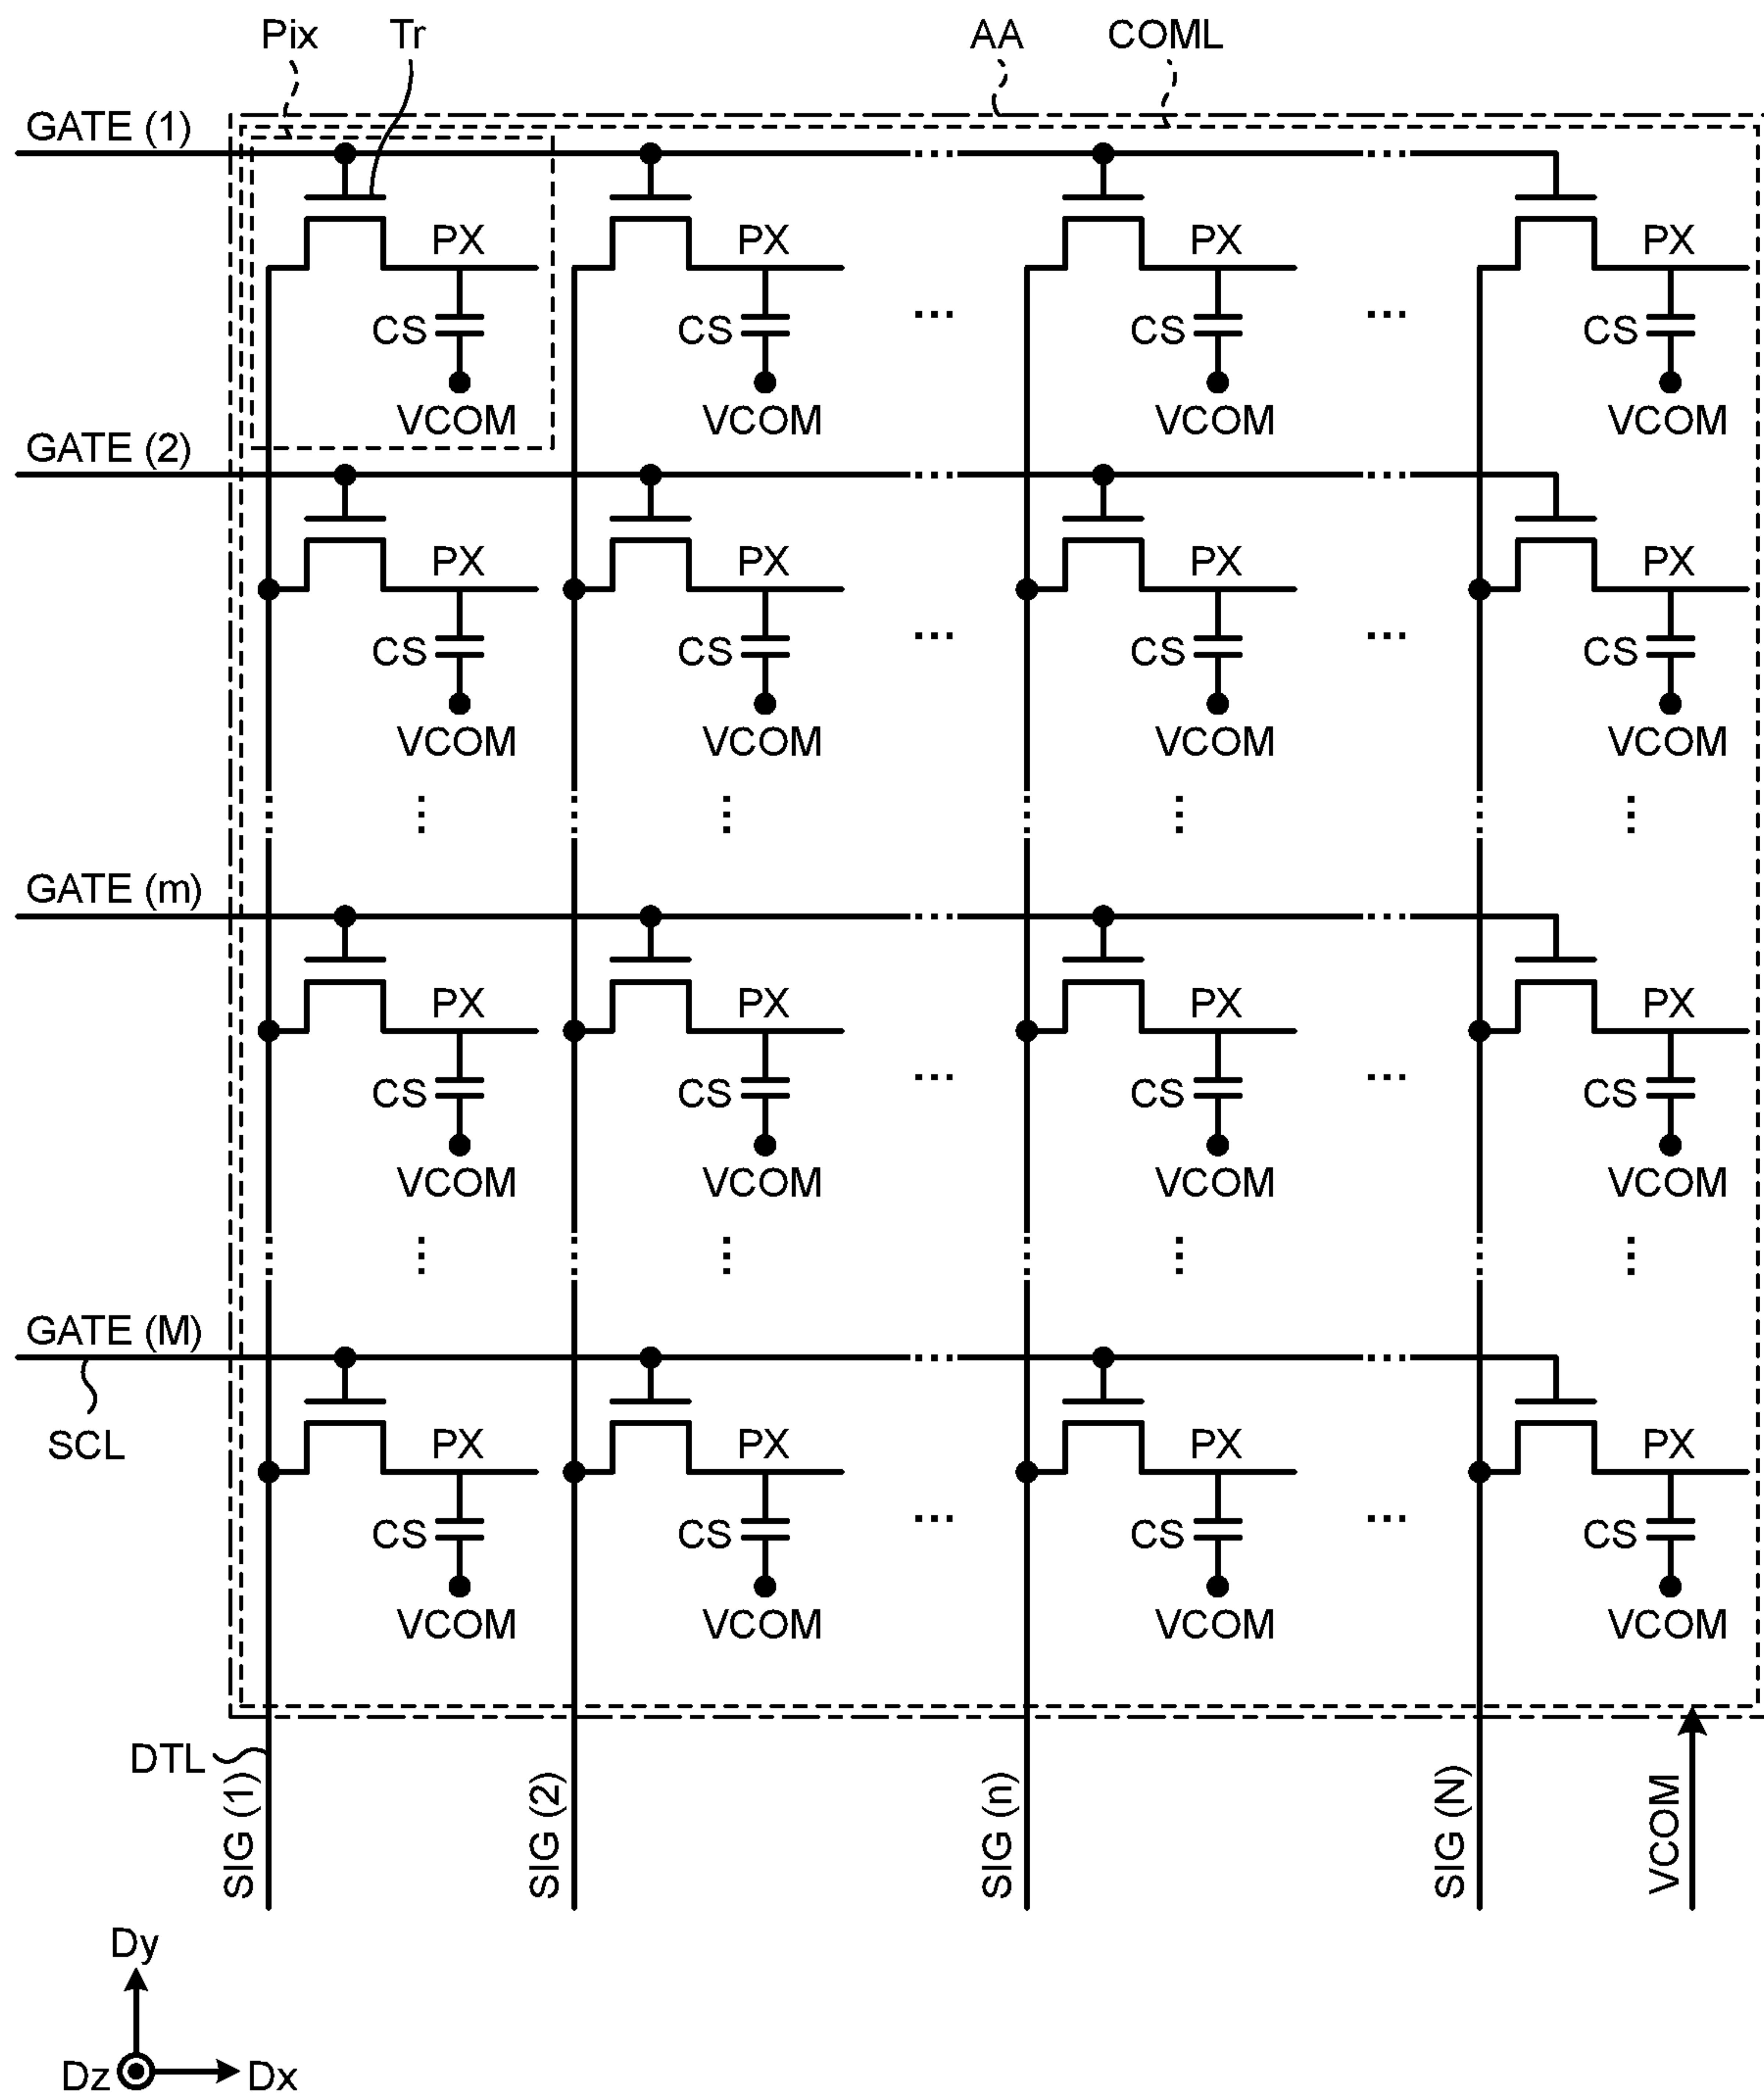 Pix Tr AA COML
GATE (1)
PX PX PX PX
CS CS ... CS ... CS
VCOM VCOM VCOM VCOM
GATE (2)
PX PX PX PX
CS CS ... CS ... CS
VCOM VCOM VCOM VCOM
GATE (m)
PX PX PX PX
CS CS ... CS ... CS
VCOM VCOM VCOM VCOM
GATE (M)
SCL
PX PX PX PX
CS CS ... CS ... CS
VCOM VCOM VCOM VCOM
DTL
SIG (1)
SIG (2)
SIG (n)
SIG (N)
VCOM
Dy
Dz Dx